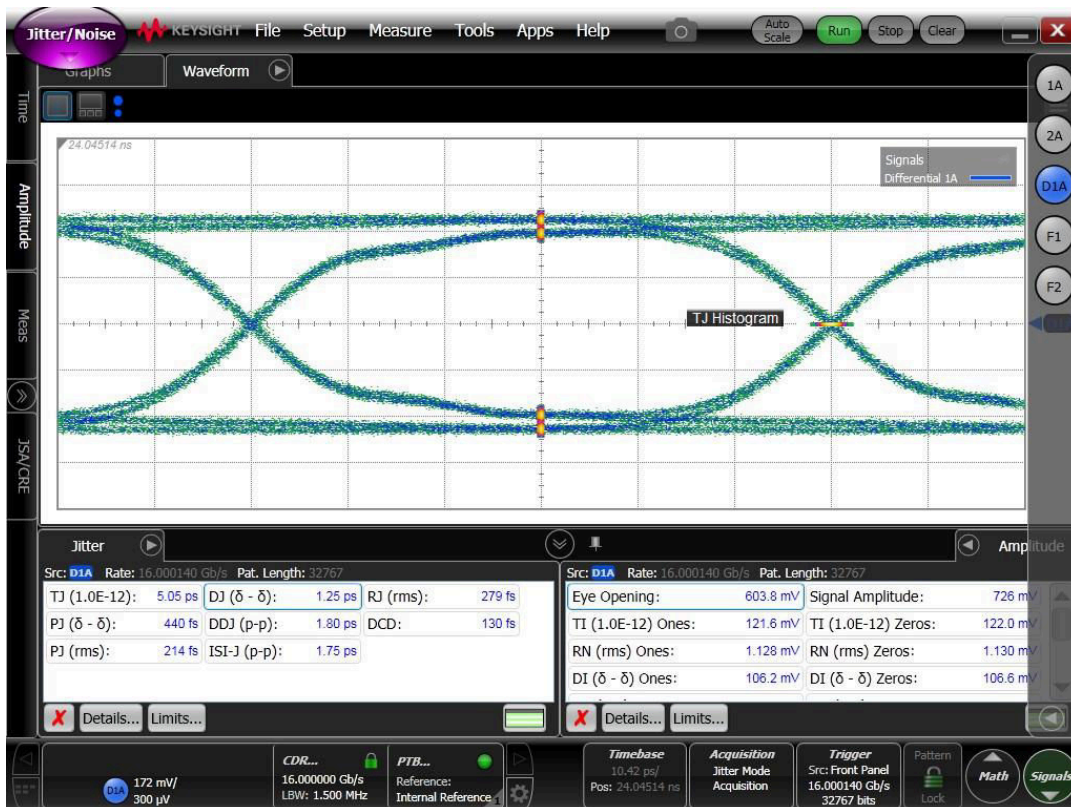 Jitter/Noise
KEYSIGHT File Setup Measure Tools Apps Help Auto Scale Run Stop Clear X
Graphs Waveform
Time
Amplitude
Meas
JSA/CRE
24.04514 ns
Signals
Differential 1A
TJ Histogram
1A
2A
D1A
F1
F2
Jitter
Src: D1A Rate: 16.000140 Gb/s Pat. Length: 32767
TJ (1.0E-12): 5.05 ps DJ (δ - δ): 1.25 ps RJ (rms): 279 fs
PJ (δ - δ): 440 fs DDJ (p-p): 1.80 ps DCD: 130 fs
PJ (rms): 214 fs ISI-J (p-p): 1.75 ps
Details... Limits...
Amplitude
Src: D1A Rate: 16.000140 Gb/s Pat. Length: 32767
Eye Opening: 603.8 mV Signal Amplitude: 726 mV
TI (1.0E-12) Ones: 121.6 mV TI (1.0E-12) Zeros: 122.0 mV
RN (rms) Ones: 1.128 mV RN (rms) Zeros: 1.130 mV
DI (δ - δ) Ones: 106.2 mV DI (δ - δ) Zeros: 106.6 mV
Details... Limits...
D1A
172 mV/
300 µV
CDR...
16.000000 Gb/s
LBW: 1.500 MHz
PTB...
Reference:
Internal Reference
Timebase
10.42 ps/
Pos: 24.04514 ns
Acquisition
Jitter Mode
Acquisition
Trigger
Src: Front Panel
16.000140 Gb/s
32767 bits
Pattern
Lock
Math
Signals